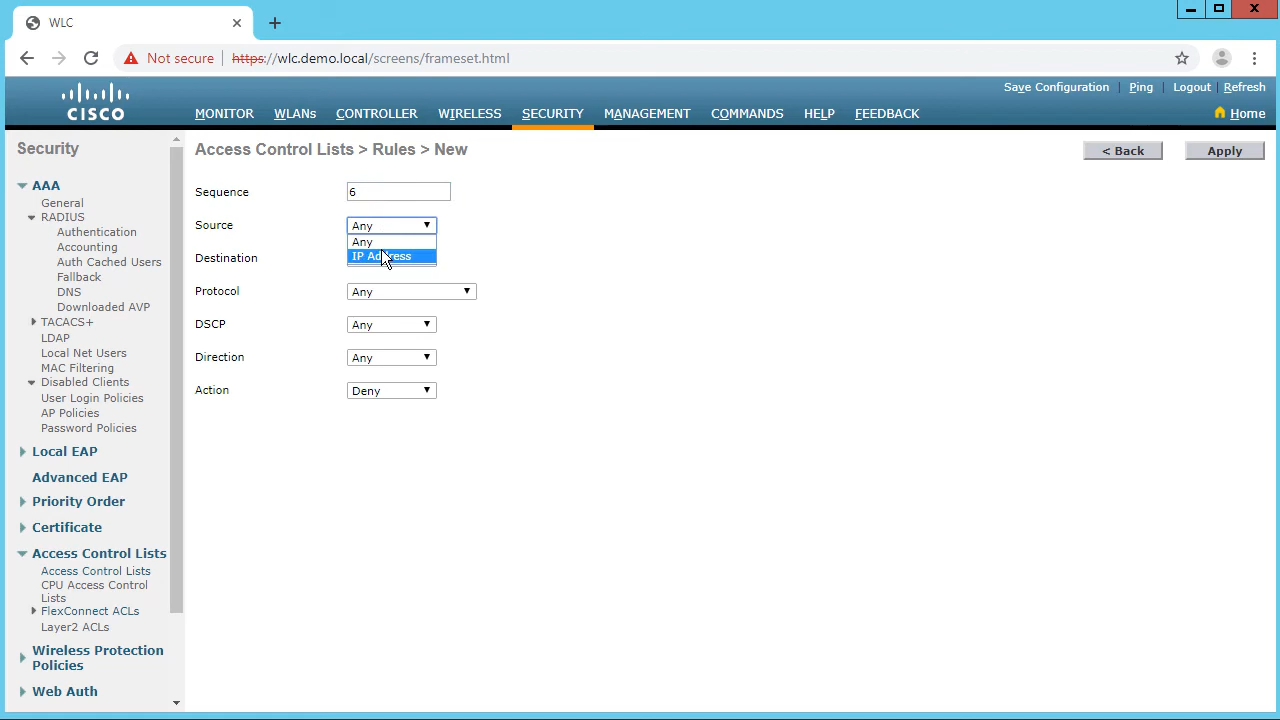 WLC
Not secure https://wlc.demo.local/screens/frameset.html
Save Configuration Ping Logout Refresh
CISCO
MONITOR WLANs CONTROLLER WIRELESS SECURITY MANAGEMENT COMMANDS HELP FEEDBACK Home
Security
AAA
General
RADIUS
Authentication
Accounting
Auth Cached Users
Fallback
DNS
Downloaded AVP
TACACS+
LDAP
Local Net Users
MAC Filtering
Disabled Clients
User Login Policies
AP Policies
Password Policies
Local EAP
Advanced EAP
Priority Order
Certificate
Access Control Lists
Access Control Lists
CPU Access Control
Lists
FlexConnect ACLs
Layer2 ACLs
Wireless Protection
Policies
Web Auth
Access Control Lists > Rules > New
< Back Apply
Sequence 6
Source Any
Any
IP Address
Destination
Protocol Any
DSCP Any
Direction Any
Action Deny